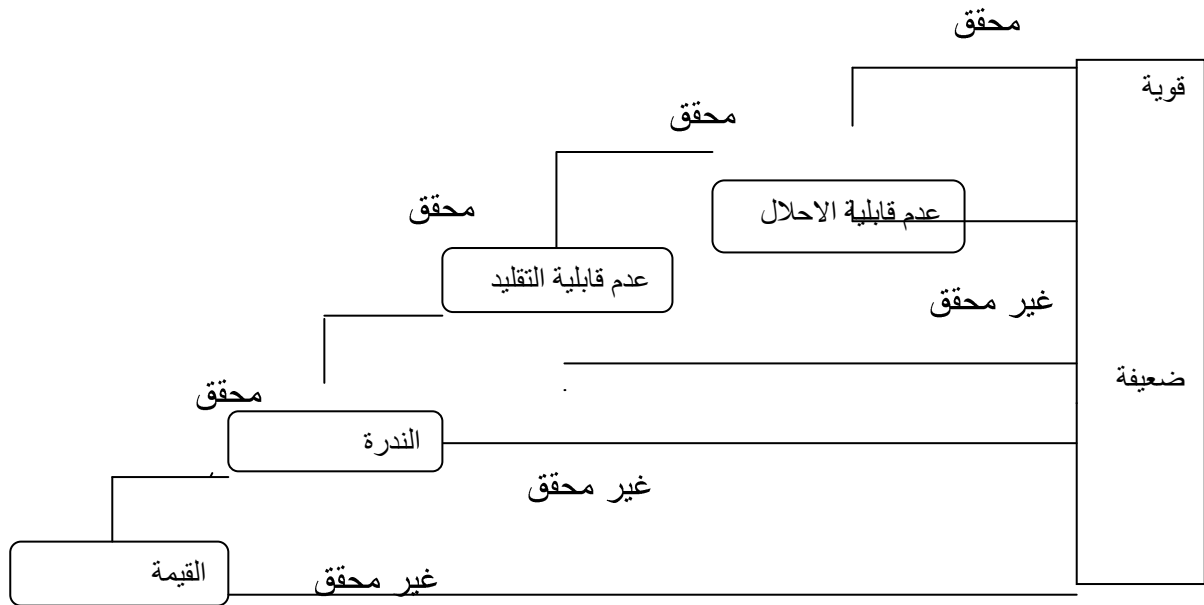 محقق
قوية
محقق
عدم قابلية الاحلال
محقق
عدم قابلية التقليد
غير محقق
ضعيفة
محقق
الندرة
غير محقق
القيمة
غير محقق